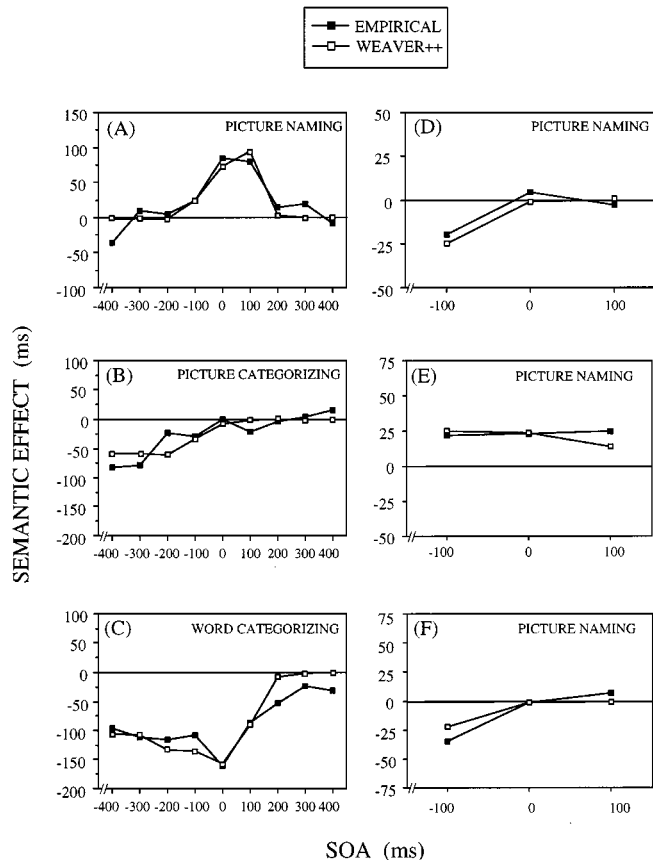 EMPIRICAL
WEAVER++
SEMANTIC EFFECT (ms)
(A) PICTURE NAMING
150
100
50
0
-50
-100
-400 -300 -200 -100 0 100 200 300 400
(D) PICTURE NAMING
50
25
0
-25
-50
-100 0 100
(B) PICTURE CATEGORIZING
100
50
0
-50
-100
-150
-200
-400 -300 -200 -100 0 100 200 300 400
(E) PICTURE NAMING
75
50
25
0
-25
-50
-100 0 100
(C) WORD CATEGORIZING
100
50
0
-50
-100
-150
-200
-400 -300 -200 -100 0 100 200 300 400
(F) PICTURE NAMING
75
50
25
0
-25
-50
-75
-100 0 100
SOA (ms)